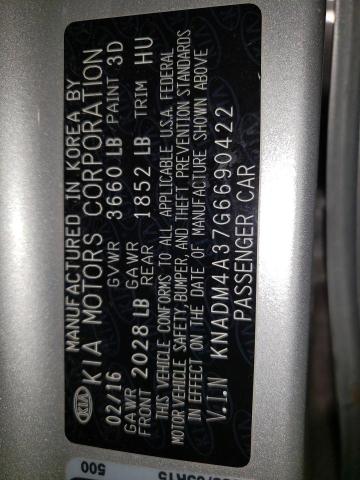 KIA MANUFACTURED IN KOREA BY
KIA MOTORS CORPORATION
02/16 GVWR 3660 LB PAINT 3D
GAWR FRONT 2028 LB GAWR REAR 1852 LB TRIM HU
THIS VEHICLE CONFORMS TO ALL APPLICABLE U.S.A. FEDERAL
MOTOR VEHICLE SAFETY BUMPER, AND THEFT PREVENTION STANDARDS
IN EFFECT ON THE DATE OF MANUFACTURE SHOWN ABOVE
V.I.N KNADM4A37G6690422
PASSENGER CAR
500